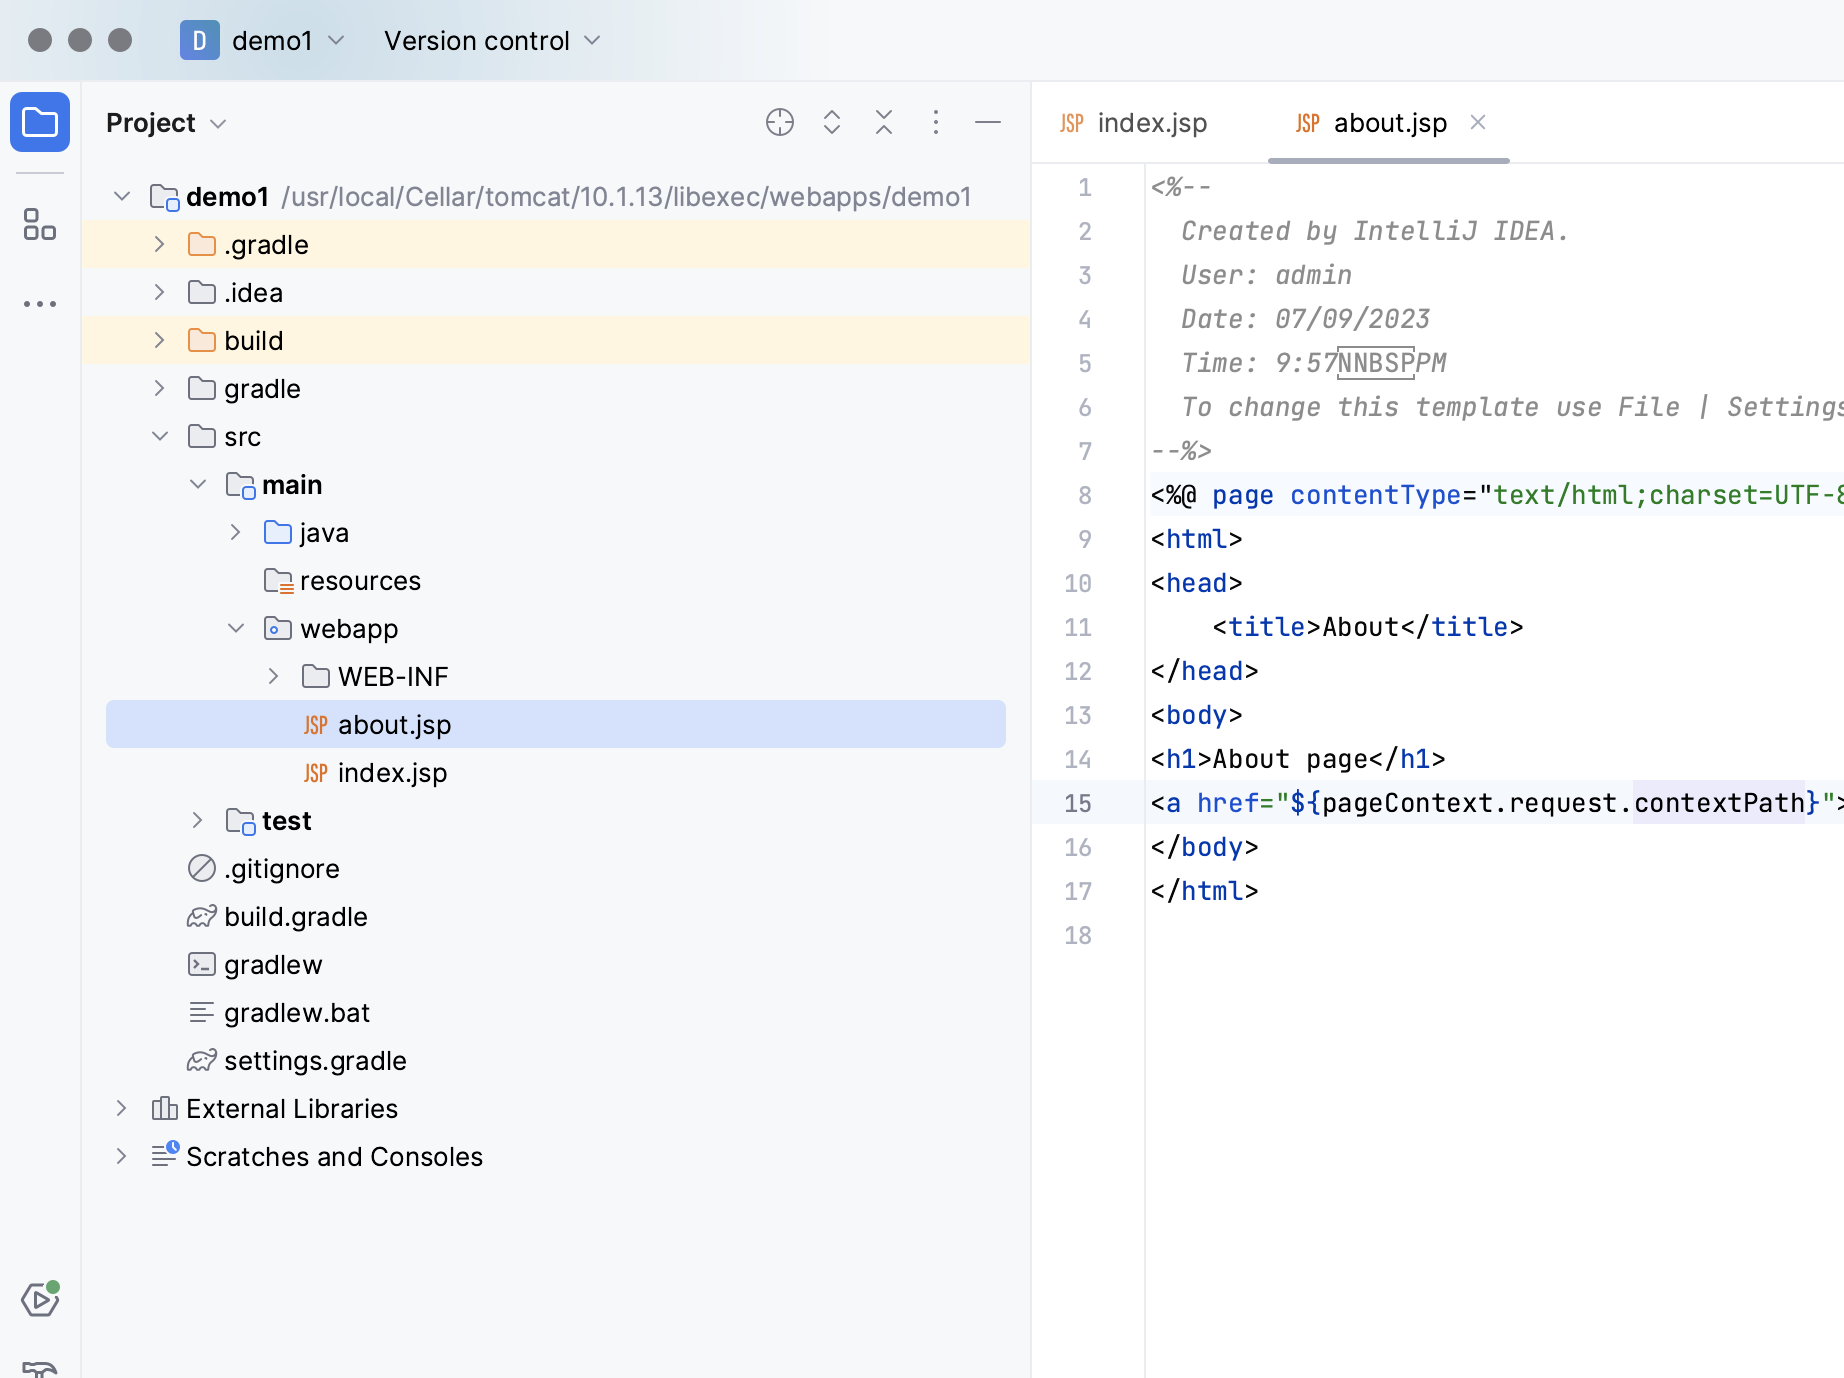 D demo1 Version control
Project
demo1 /usr/local/Cellar/tomcat/10.1.13/libexec/webapps/demo1
.gradle
.idea
build
gradle
src
main
java
resources
webapp
WEB-INF
JSP about.jsp
JSP index.jsp
test
.gitignore
build.gradle
gradlew
gradlew.bat
settings.gradle
External Libraries
Scratches and Consoles
JSP index.jsp JSP about.jsp
1 <%--
2 Created by IntelliJ IDEA.
3 User: admin
4 Date: 07/09/2023
5 Time: 9:57NNBSPPM
6 To change this template use File | Settings
7 --%>
8 <%@ page contentType="text/html;charset=UTF-8
9 <html>
10 <head>
11 <title>About</title>
12 </head>
13 <body>
14 <h1>About page</h1>
15 <a href="${pageContext.request.contextPath}">
16 </body>
17 </html>
18